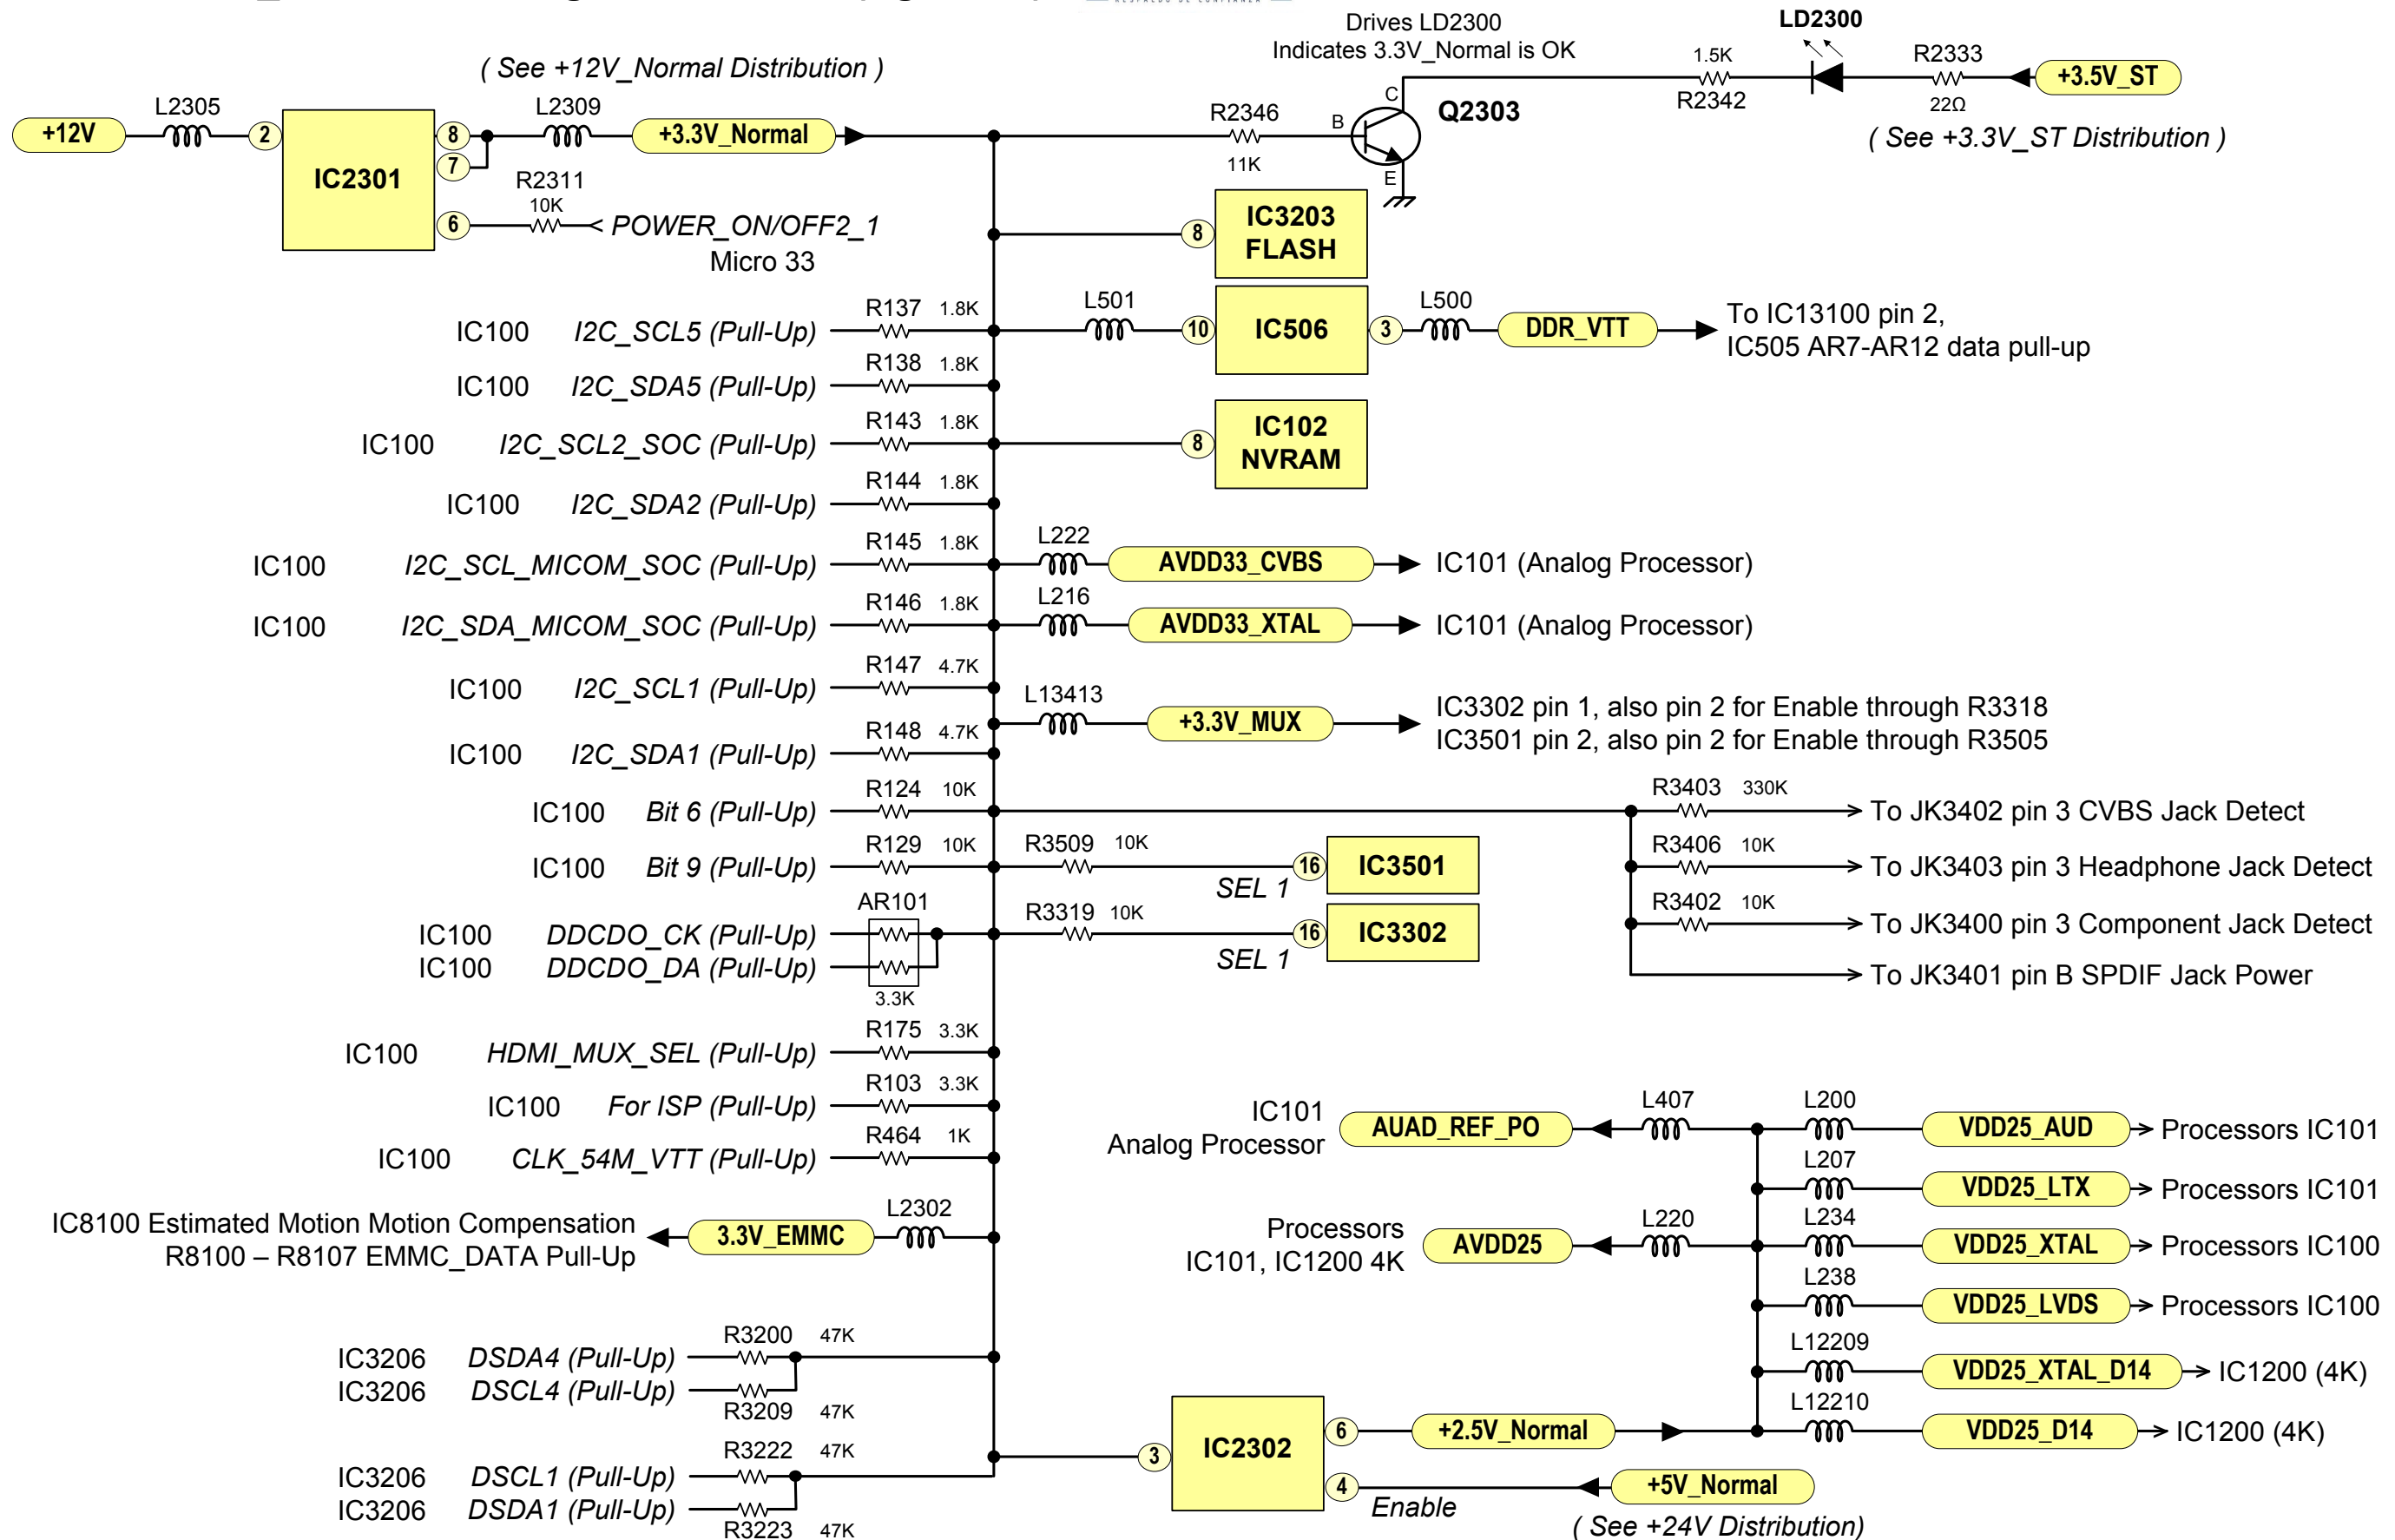 RESPALDO DE CONFIANZA
Drives LD2300
Indicates 3.3V_Normal is OK
LD2300
( See +12V_Normal Distribution )
1.5K
R2342
R2333
22Ω
+3.5V_ST
( See +3.3V_ST Distribution )
+12V
L2305
2
IC2301
8
7
6
L2309
+3.3V_Normal
R2346
11K
B
C
E
Q2303
R2311
10K
< POWER_ON/OFF2_1
Micro 33
8
IC3203
FLASH
IC100 I2C_SCL5 (Pull-Up) R137 1.8K
L501
10
IC506
3
L500
DDR_VTT
To IC13100 pin 2,
IC505 AR7-AR12 data pull-up
IC100 I2C_SDA5 (Pull-Up) R138 1.8K
IC100 I2C_SCL2_SOC (Pull-Up) R143 1.8K
8
IC102
NVRAM
IC100 I2C_SDA2 (Pull-Up) R144 1.8K
IC100 I2C_SCL_MICOM_SOC (Pull-Up) R145 1.8K
L222
AVDD33_CVBS
IC101 (Analog Processor)
IC100 I2C_SDA_MICOM_SOC (Pull-Up) R146 1.8K
L216
AVDD33_XTAL
IC101 (Analog Processor)
IC100 I2C_SCL1 (Pull-Up) R147 4.7K
L13413
+3.3V_MUX
IC3302 pin 1, also pin 2 for Enable through R3318
IC3501 pin 2, also pin 2 for Enable through R3505
IC100 I2C_SDA1 (Pull-Up) R148 4.7K
IC100 Bit 6 (Pull-Up) R124 10K
R3403 330K
To JK3402 pin 3 CVBS Jack Detect
IC100 Bit 9 (Pull-Up) R129 10K
R3509 10K
SEL 1
16
IC3501
R3406 10K
To JK3403 pin 3 Headphone Jack Detect
AR101
IC100 DDCDO_CK (Pull-Up)
IC100 DDCDO_DA (Pull-Up)
3.3K
R3319 10K
SEL 1
16
IC3302
R3402 10K
To JK3400 pin 3 Component Jack Detect
To JK3401 pin B SPDIF Jack Power
IC100 HDMI_MUX_SEL (Pull-Up) R175 3.3K
IC100 For ISP (Pull-Up) R103 3.3K
IC100 CLK_54M_VTT (Pull-Up) R464 1K
IC101
Analog Processor
AUAD_REF_PO
L407
L200
VDD25_AUD
Processors IC101
L207
VDD25_LTX
Processors IC101
IC8100 Estimated Motion Motion Compensation
R8100 – R8107 EMMC_DATA Pull-Up
3.3V_EMMC
L2302
Processors
IC101, IC1200 4K
AVDD25
L220
L234
VDD25_XTAL
Processors IC100
L238
VDD25_LVDS
Processors IC100
IC3206 DSDA4 (Pull-Up) R3200 47K
IC3206 DSCL4 (Pull-Up)
R3209 47K
L12209
VDD25_XTAL_D14
IC1200 (4K)
L12210
VDD25_D14
IC1200 (4K)
3
IC2302
6
+2.5V_Normal
4
Enable
+5V_Normal
( See +24V Distribution)
IC3206 DSCL1 (Pull-Up) R3222 47K
IC3206 DSDA1 (Pull-Up)
R3223 47K